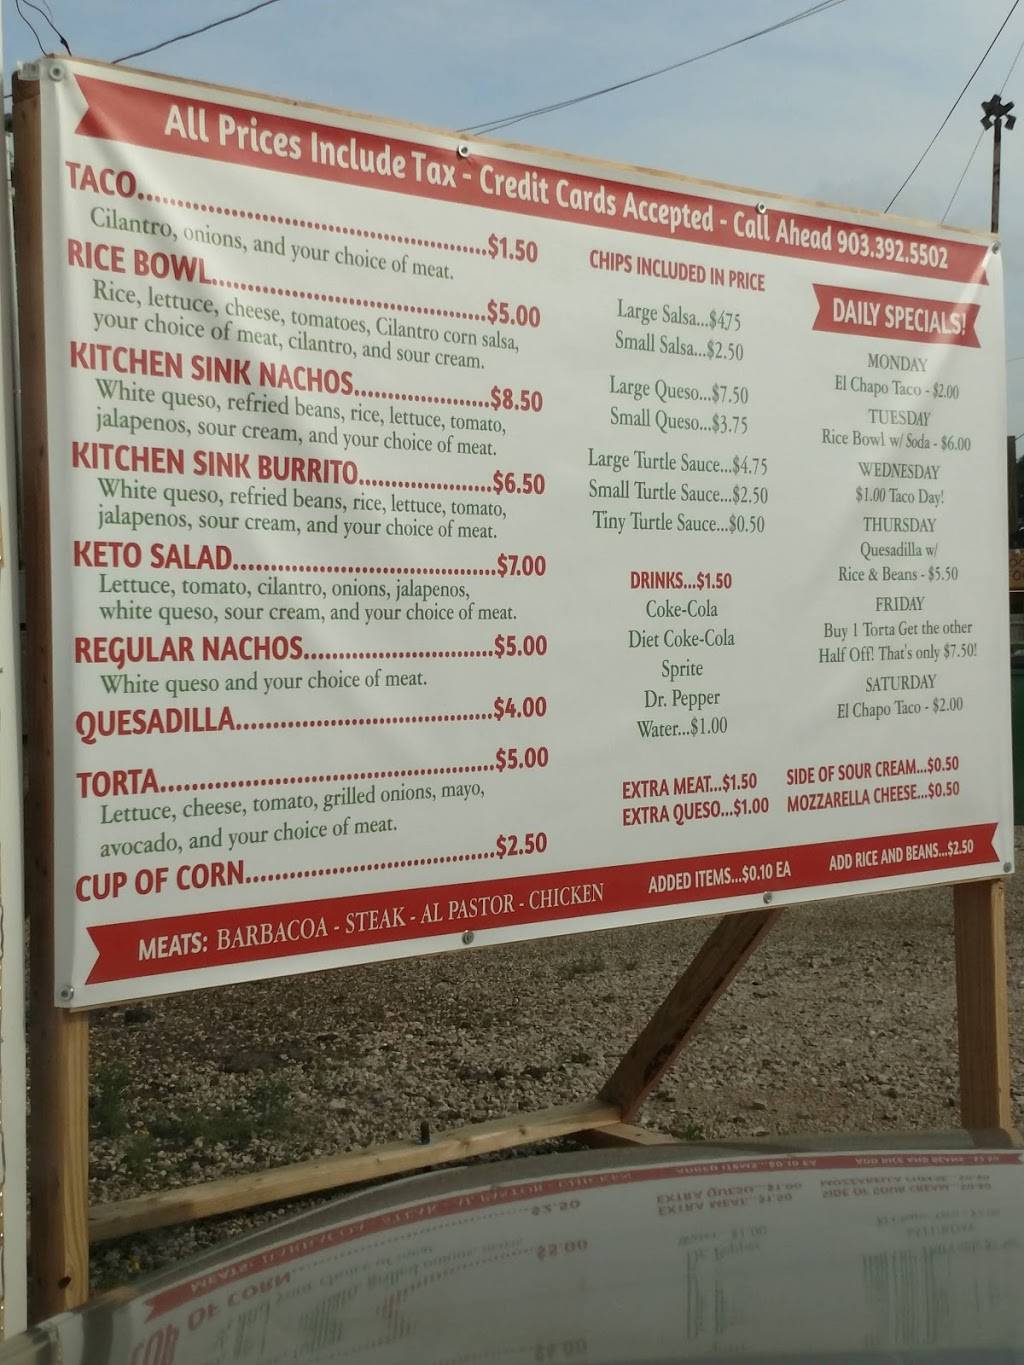 All Prices Include Tax - Credit Cards Accepted - Call Ahead 903.392.5502
TACO.......$1.50
Cilantro, onions, and your choice of meat.
RICE BOWL.......$5.00
Rice, lettuce, cheese, tomatoes, Cilantro corn salsa,
your choice of meat, cilantro, and sour cream.
KITCHEN SINK NACHOS.......$8.50
White queso, refried beans, rice, lettuce, tomato,
jalapenos, sour cream, and your choice of meat.
KITCHEN SINK BURRITO.......$6.50
White queso, refried beans, rice, lettuce, tomato,
jalapenos, sour cream, and your choice of meat.
KETO SALAD.......$7.00
Lettuce, tomato, cilantro, onions, jalapenos,
white queso, sour cream, and your choice of meat.
REGULAR NACHOS.......$5.00
White queso and your choice of meat.
QUESADILLA.......$4.00
TORTA.......$5.00
Lettuce, cheese, tomato, grilled onions, mayo,
avocado, and your choice of meat.
CUP OF CORN.......$2.50
CHIPS INCLUDED IN PRICE
Large Salsa...$475
Small Salsa...$2.50
Large Queso...$7.50
Small Queso...$3.75
Large Turtle Sauce...$4.75
Small Turtle Sauce...$2.50
Tiny Turtle Sauce...$0.50
DRINKS...$1.50
Coke-Cola
Diet Coke-Cola
Sprite
Dr. Pepper
Water...$1.00
DAILY SPECIALS!
MONDAY
El Chapo Taco - $2.00
TUESDAY
Rice Bowl w/ Soda - $6.00
WEDNESDAY
$1.00 Taco Day!
THURSDAY
Quesadilla w/
Rice & Beans - $5.50
FRIDAY
Buy 1 Torta Get the other
Half Off! That's only $7.50!
SATURDAY
El Chapo Taco - $2.00
EXTRA MEAT...$1.50
EXTRA QUESO...$1.00
SIDE OF SOUR CREAM...$0.50
MOZZARELLA CHEESE...$0.50
MEATS: BARBACOA - STEAK - AL PASTOR - CHICKEN
ADDED ITEMS...$0.10 EA
ADD RICE AND BEANS...$2.50